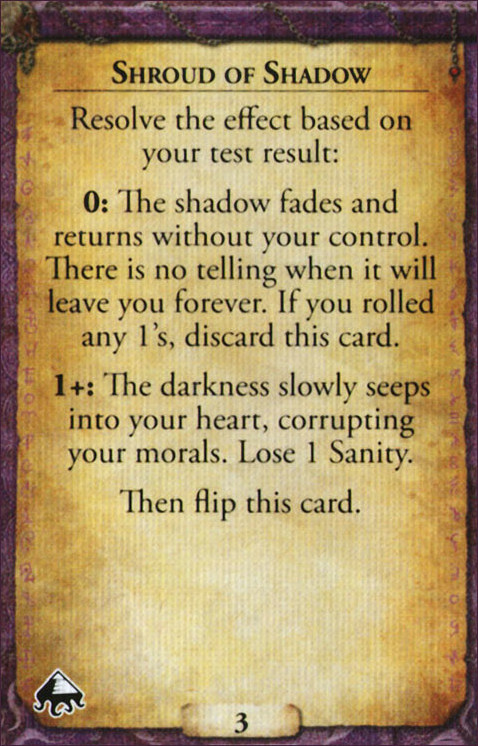 SHROUD OF SHADOW
Resolve the effect based on
your test result:
0: The shadow fades and
returns without your control.
There is no telling when it will
leave you forever. If you rolled
any 1's, discard this card.
1+: The darkness slowly seeps
into your heart, corrupting
your morals. Lose 1 Sanity.
Then flip this card.
3